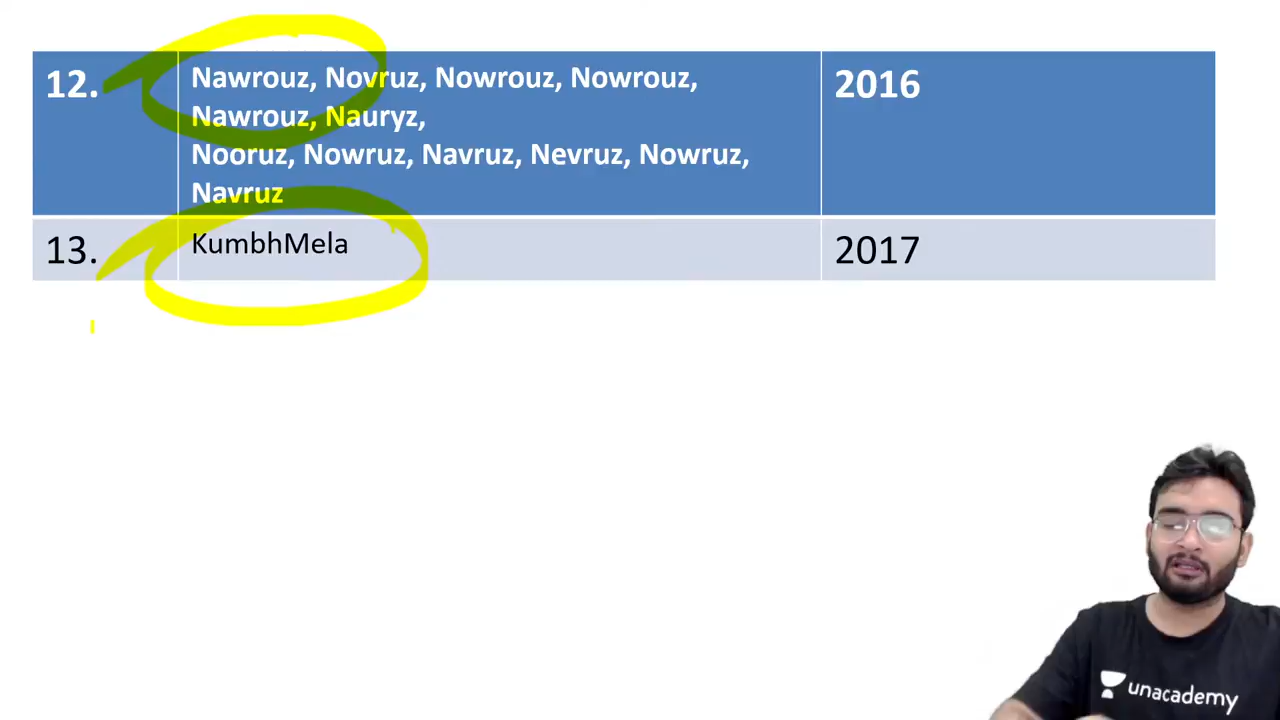 12.
Nawrouz, Novruz, Nowrouz, Nowrouz,
Nawrouz, Nauryz,
Nooruz, Nowruz, Navruz, Nevruz, Nowruz,
Navruz
2016
13.
KumbhMela
2017
unacademy